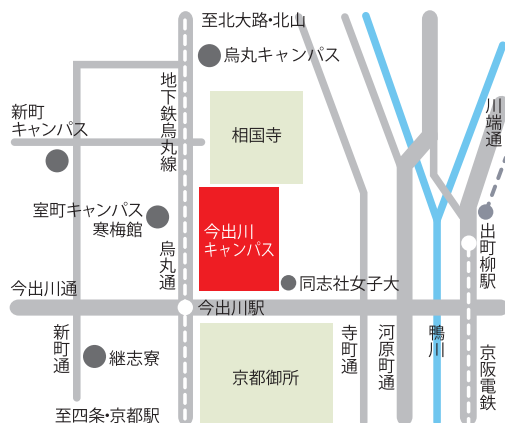 至北大路・北山
烏丸キャンパス
地下鉄烏丸線
新町
キャンパス
相国寺
川端通
室町キャンパス
寒梅館
烏丸通
今出川
キャンパス
出町柳駅
同志社女子大
今出川通
今出川駅
新町通
継志寮
京都御所
寺町通
河原町通
鴨川
京阪電鉄
至四条・京都駅